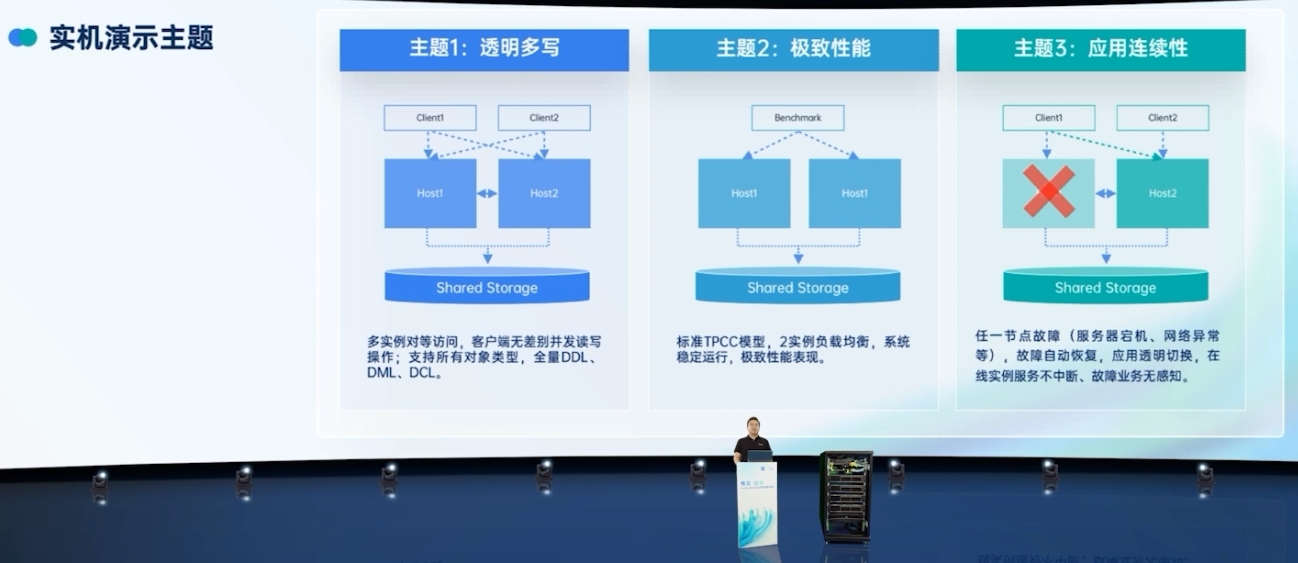 实机演示主题
主题1：透明多写
Client1
Client2
Host1
Host2
Shared Storage
多实例对等访问，客户端无差别并发读写
操作；支持所有对象类型，全量DDL、
DML、DCL。
主题2：极致性能
Benchmark
Host1
Host1
Shared Storage
标准TPCC模型，2实例负载均衡，系统
稳定运行，极致性能表现。
主题3：应用连续性
Client1
Client2
Host2
Shared Storage
任一节点故障（服务器宕机、网络异常
等），故障自动恢复，应用透明切换，在
线实例服务不中断、故障业务无感知。